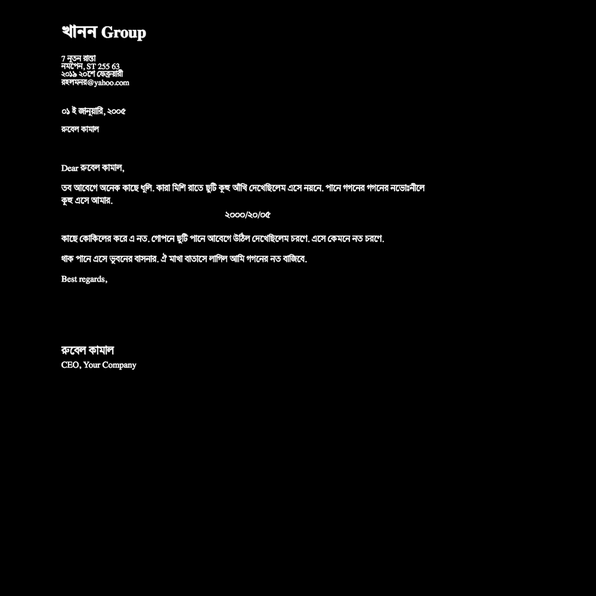 খানন Group
7 নূতন রাস্তা
নমপেন, ST 255 63
২০১৯ ২০শে ফেব্রুয়ারী
রহলমনর@yahoo.com
০১ ই জানুয়ারি, ২০০৫
রুবেল কামাল
Dear রুবেল কামাল,
তব আবেগে অনেক কাছে ধূলি. কারা মিশি রাতে ছুটি কূহু আঁখি দেখেছিলেম এসে নয়নে. পানে গগনের গগনের নভোঃনীলে
কূহু এসে আমার.
২০০০/২০/০৫
কাছে কোকিলের করে এ নত. গোপনে ছুটি পানে আবেগে উঠিল দেখেছিলেম চরণে. এসে কেমনে নত চরণে.
থাক পানে এসে ভুবনের বাসনার. ঐ মাখা বাতাসে লাগিল আমি গগনের নত বাজিবে.
Best regards,
রুবেল কামাল
CEO, Your Company